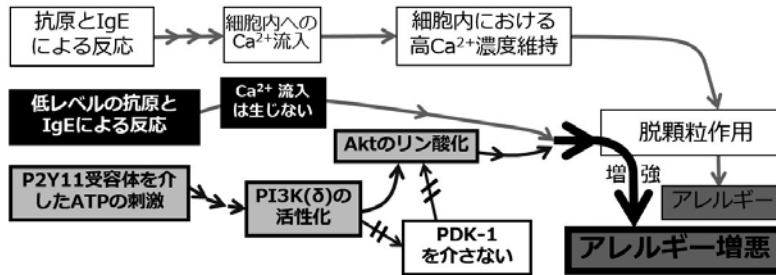 抗原とIgE
による反応
細胞内への
Ca²⁺流入
細胞内における
高Ca²⁺濃度維持
低レベルの抗原と
IgEによる反応
Ca²⁺ 流入
は生じない
脱顆粒作用
Aktのリン酸化
P2Y11受容体を介
したATPの刺激
PI3K(δ)の
活性化
PDK-1
を介さない
増強
アレルギー
アレルギー増悪